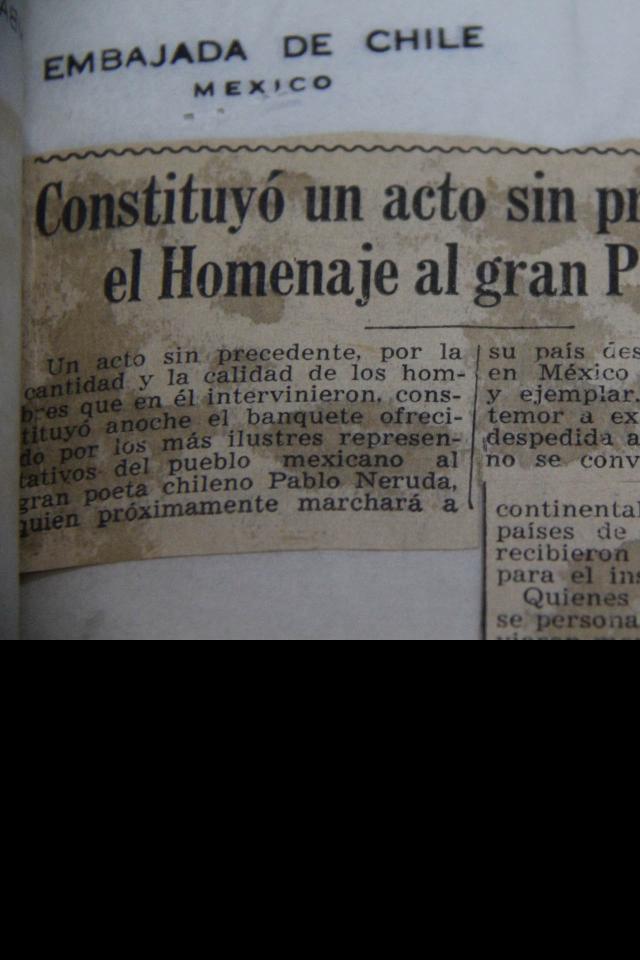 EMBAJADA DE CHILE
MEXICO
Constituyó un acto sin
el Homenaje al gran
Un acto sin precedente, por la
cantidad y la calidad de los hom-
bres que en él intervinieron, cons-
tituyó anoche el banquete ofreci-
do por los más ilustres represen-
tativos del pueblo mexicano al
gran poeta chileno Pablo Neruda,
quien próximamente marchará a
su país
en México
y ejemplar.
temor a
despedida a
no se
continental
países de
recibieron
para el
Quienes
se